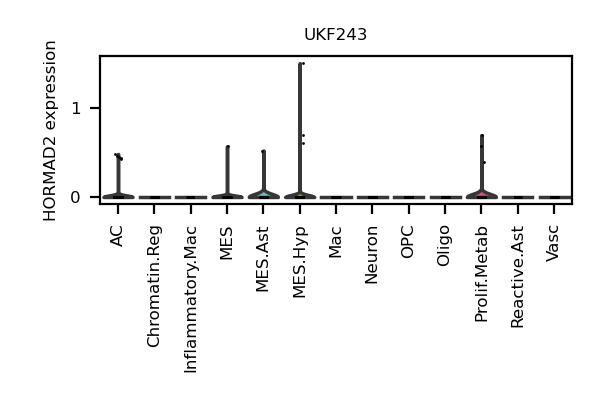 UKF243
HORMAD2 expression
1
0
AC
Chromatin.Reg
Inflammatory.Mac
MES
MES.Ast
MES.Hyp
Mac
Neuron
OPC
Oligo
Prolif.Metab
Reactive.Ast
Vasc